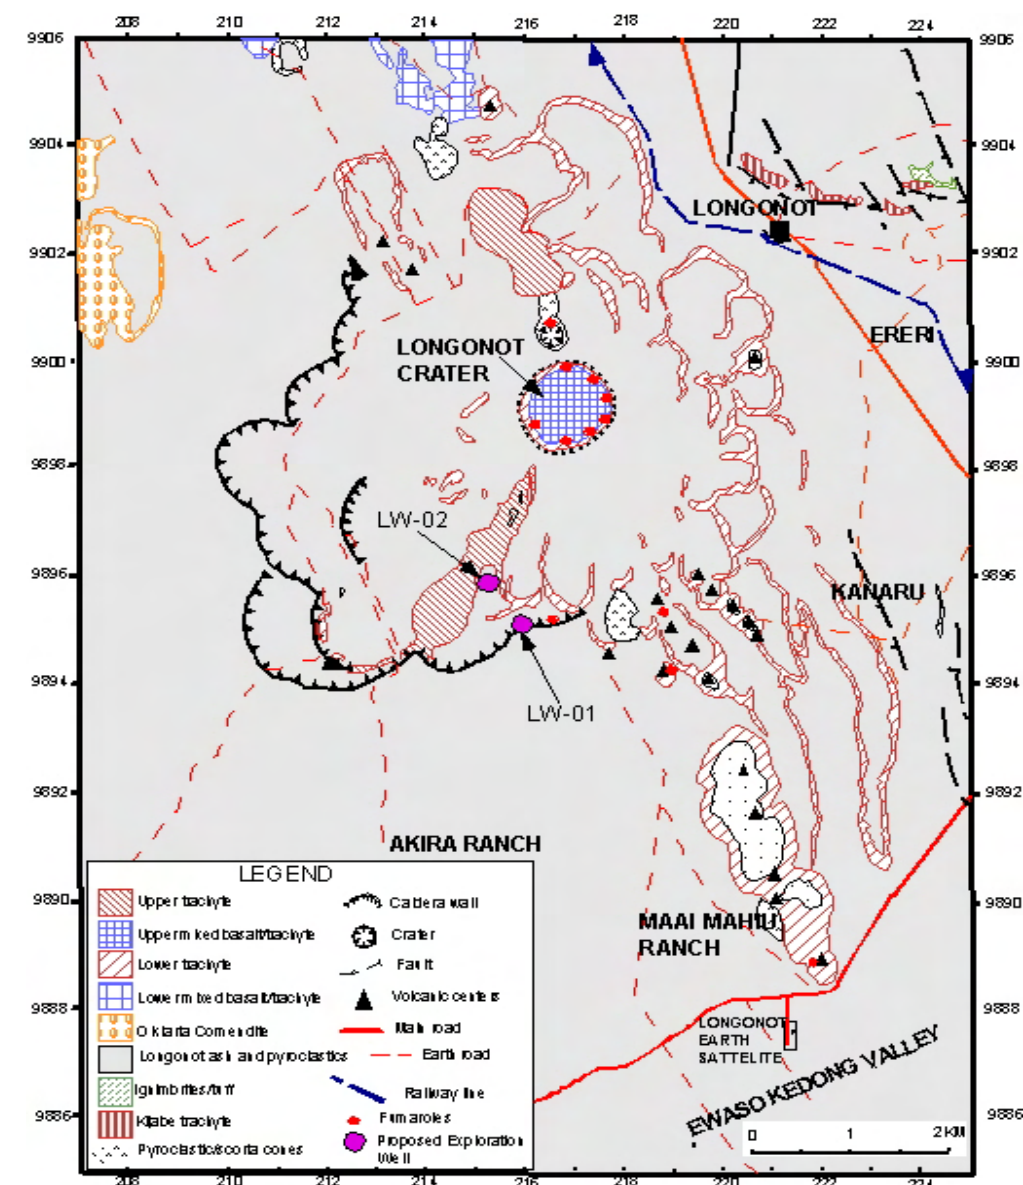 208 210 212 214 216 218 220 222 224
9906 9906
9904 9904
LONGONOT
9902 9902
ERERI
9900 9900
LONGONOT
CRATER
9898 9898
LW-02
9896 9896
KANARU
9894 9894
LW-01
9892 9892
AKIRA RANCH
LEGEND
Upper trachyte
Upper mixed basalt/trachyte
Lower trachyte
Lower mixed basalt/trachyte
Olktarta Comendite
Longonot ash and pyroclastics
Ignimbrites/tuff
Kijabe trachyte
Pyroclastic/scoria cones
Caldera wall
Crater
Fault
Volcanic centers
Main road
Earth road
Railway line
Fumaroles
Proposed Exploration
Well
9890 9890
MAAI MAHIU
RANCH
9888 9888
LONGONOT
EARTH
SATTELITE
EWASO KEDONG VALLEY
9886 9886
0 1 2 KM
208 210 212 214 216 218 220 222 224